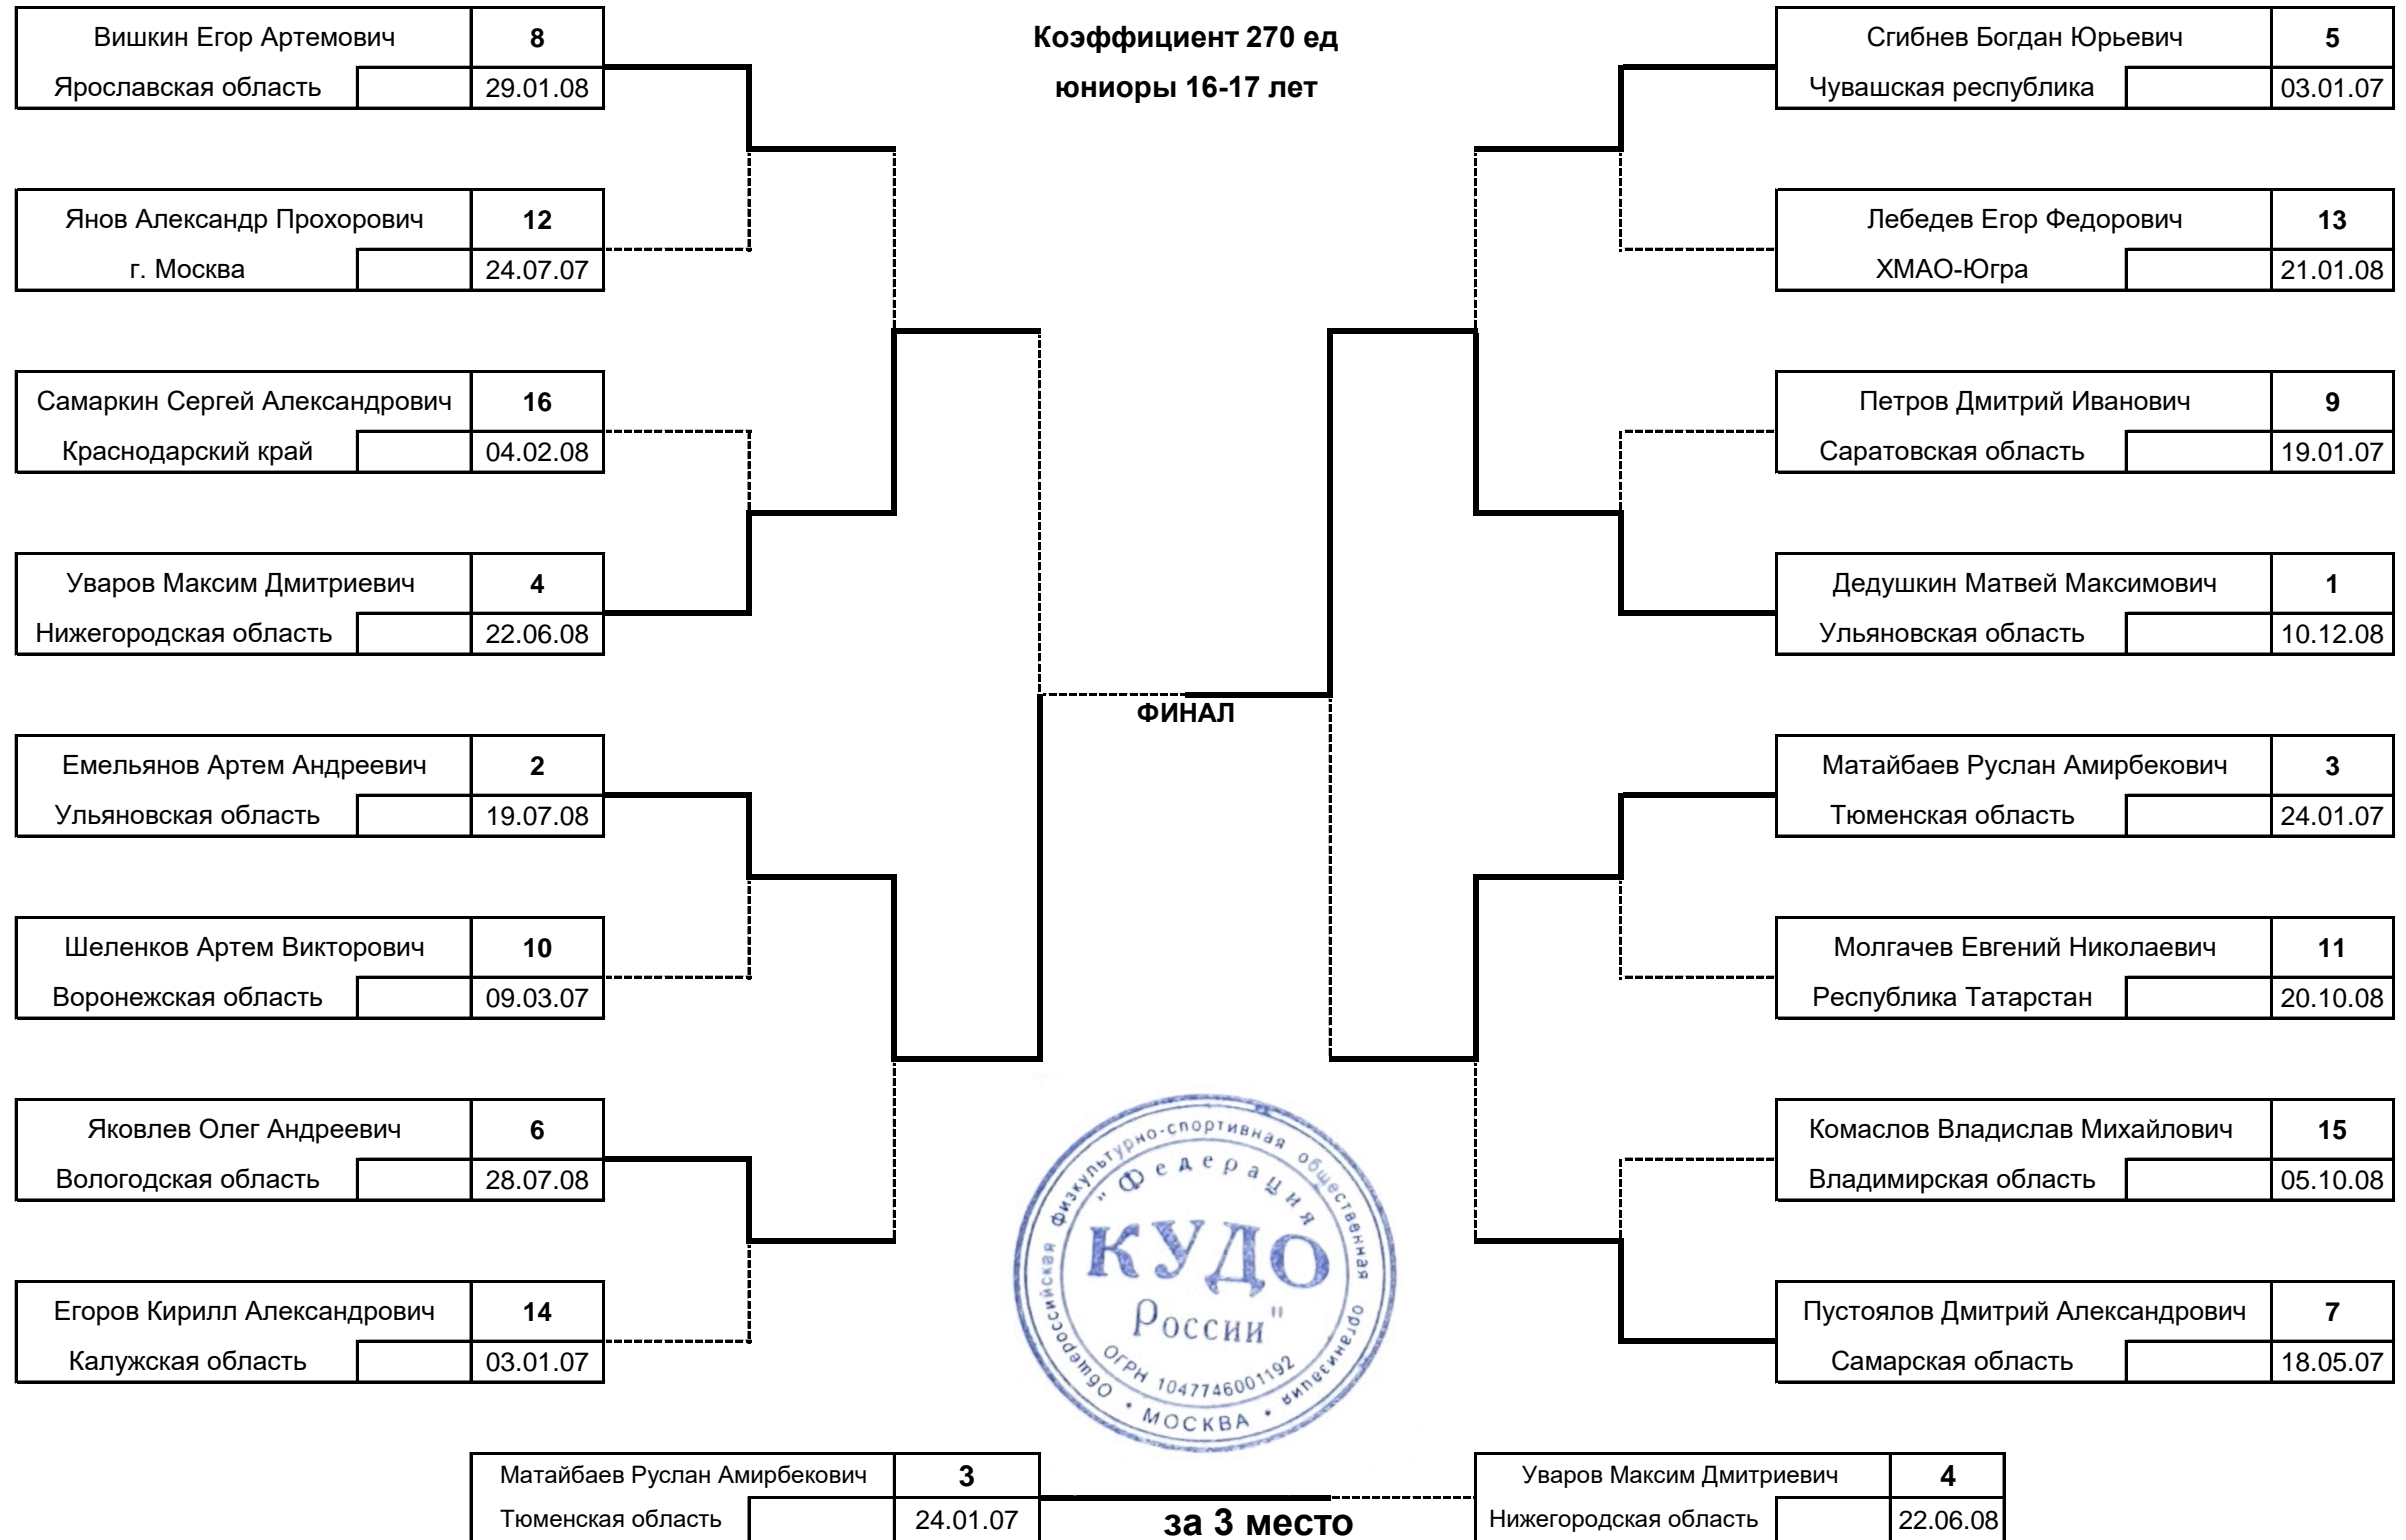 Вишкин Егор Артемович 8
Ярославская область 29.01.08
Янов Александр Прохорович 12
г. Москва 24.07.07
Самаркин Сергей Александрович 16
Краснодарский край 04.02.08
Уваров Максим Дмитриевич 4
Нижегородская область 22.06.08
Емельянов Артем Андреевич 2
Ульяновская область 19.07.08
Шеленков Артем Викторович 10
Воронежская область 09.03.07
Яковлев Олег Андреевич 6
Вологодская область 28.07.08
Егоров Кирилл Александрович 14
Калужская область 03.01.07
Коэффициент 270 ед
юниоры 16-17 лет
ФИНАЛ
Сгибнев Богдан Юрьевич 5
Чувашская республика 03.01.07
Лебедев Егор Федорович 13
ХМАО-Югра 21.01.08
Петров Дмитрий Иванович 9
Саратовская область 19.01.07
Дедушкин Матвей Максимович 1
Ульяновская область 10.12.08
Матайбаев Руслан Амирбекович 3
Тюменская область 24.01.07
Молгачев Евгений Николаевич 11
Республика Татарстан 20.10.08
Комаслов Владислав Михайлович 15
Владимирская область 05.10.08
Пустоялов Дмитрий Александрович 7
Самарская область 18.05.07
Общероссийская физкультурно-спортивная общественная организация
"Федерация
КУДО
России"
ОГРН 1047746001192
• МОСКВА •
Матайбаев Руслан Амирбекович 3
Тюменская область 24.01.07
за 3 место
Уваров Максим Дмитриевич 4
Нижегородская область 22.06.08